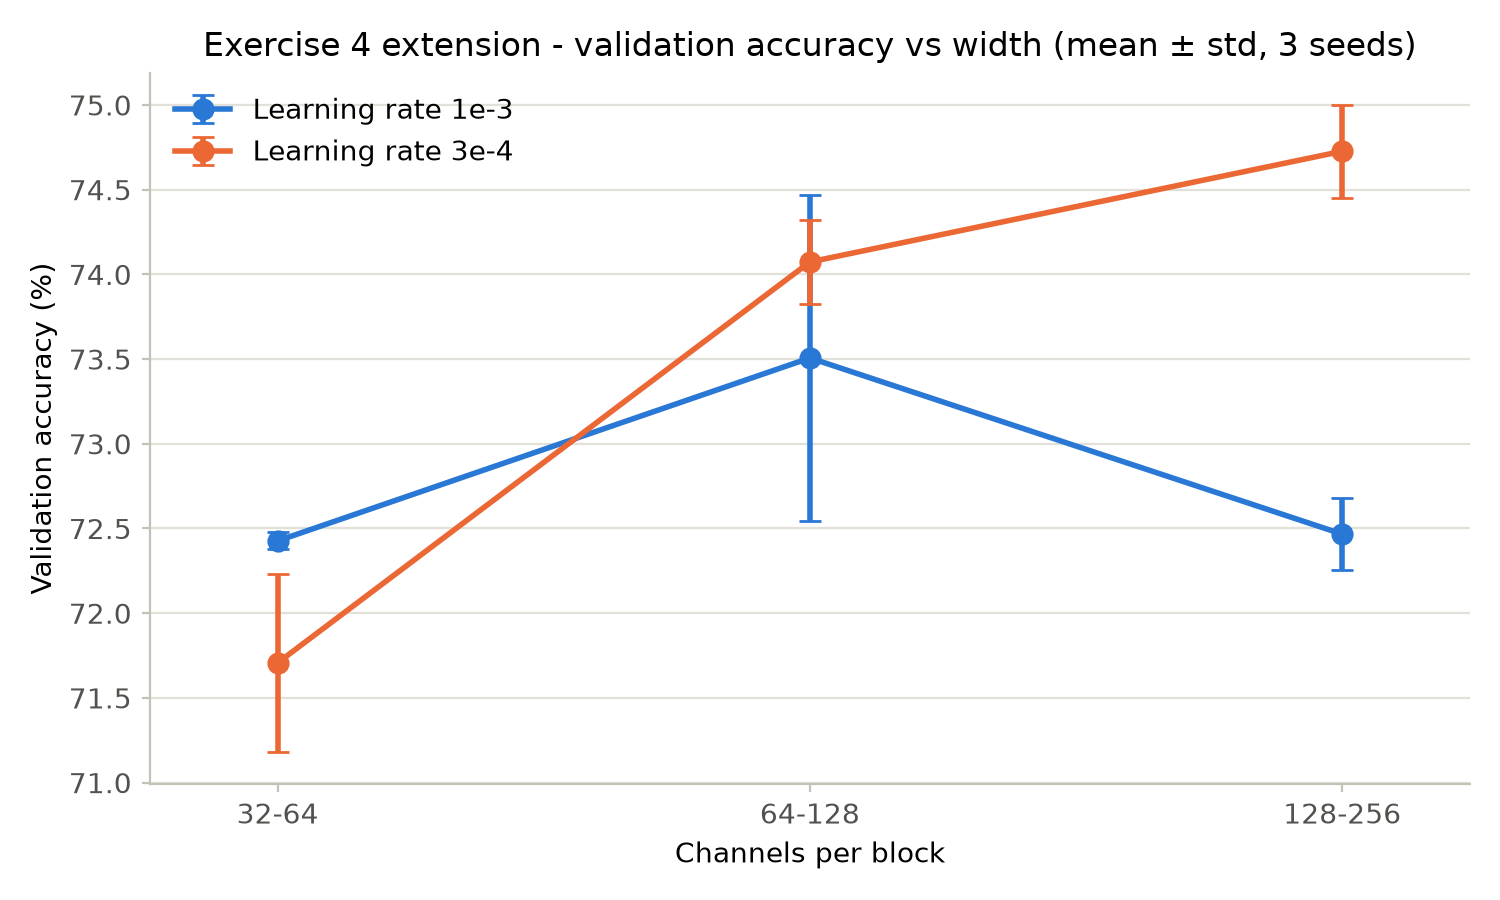 Exercise 4 extension - validation accuracy vs width (mean ± std, 3 seeds)
Learning rate 1e-3
Learning rate 3e-4
Validation accuracy (%)
75.0
74.5
74.0
73.5
73.0
72.5
72.0
71.5
71.0
32-64 64-128 128-256
Channels per block